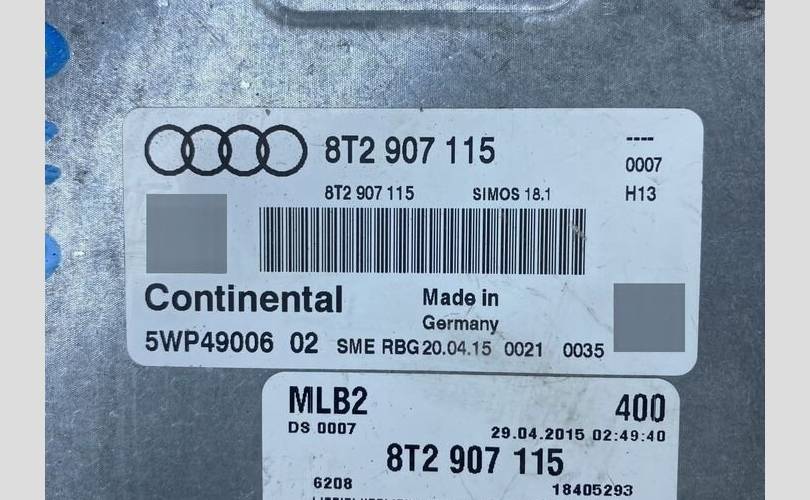 8T2 907 115
----
0007
8T2 907 115 SIMOS 18.1 H13
Continental
Made in
Germany
5WP49006 02 SME RBG 20.04.15 0021 0035
MLB2 400
DS 0007 29.04.2015 02:49:40
8T2 907 115
6208 18405293